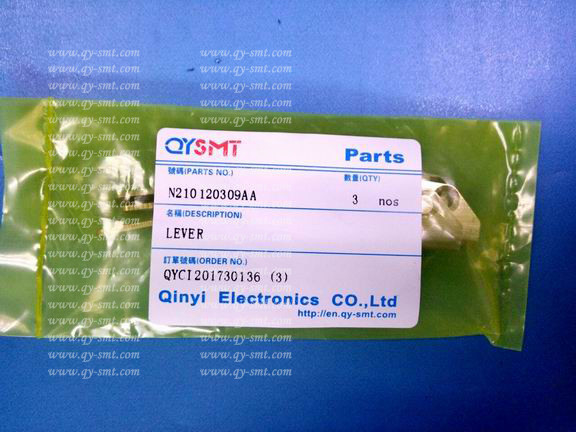 QYSMT
Parts
號碼(PARTS NO.)
數量(QTY)
N210120309AA
3 nos
名稱(DESCRIPTION)
LEVER
訂單號碼(ORDER NO.)
QYCI201730136 (3)
Qinyi Electronics CO.,Ltd
http://en.qy-smt.com
www.qy-smt.com